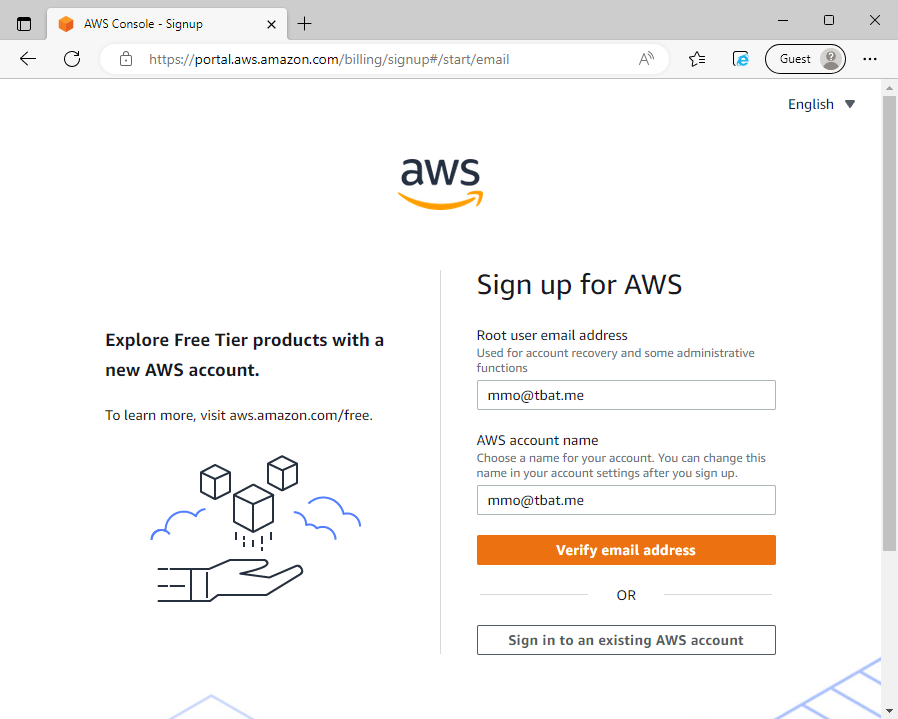 AWS Console - Signup
https://portal.aws.amazon.com/billing/signup#/start/email
Guest
English
aws
Explore Free Tier products with a
new AWS account.
To learn more, visit aws.amazon.com/free.
Sign up for AWS
Root user email address
Used for account recovery and some administrative
functions
mmo@tbat.me
AWS account name
Choose a name for your account. You can change this
name in your account settings after you sign up.
mmo@tbat.me
Verify email address
OR
Sign in to an existing AWS account